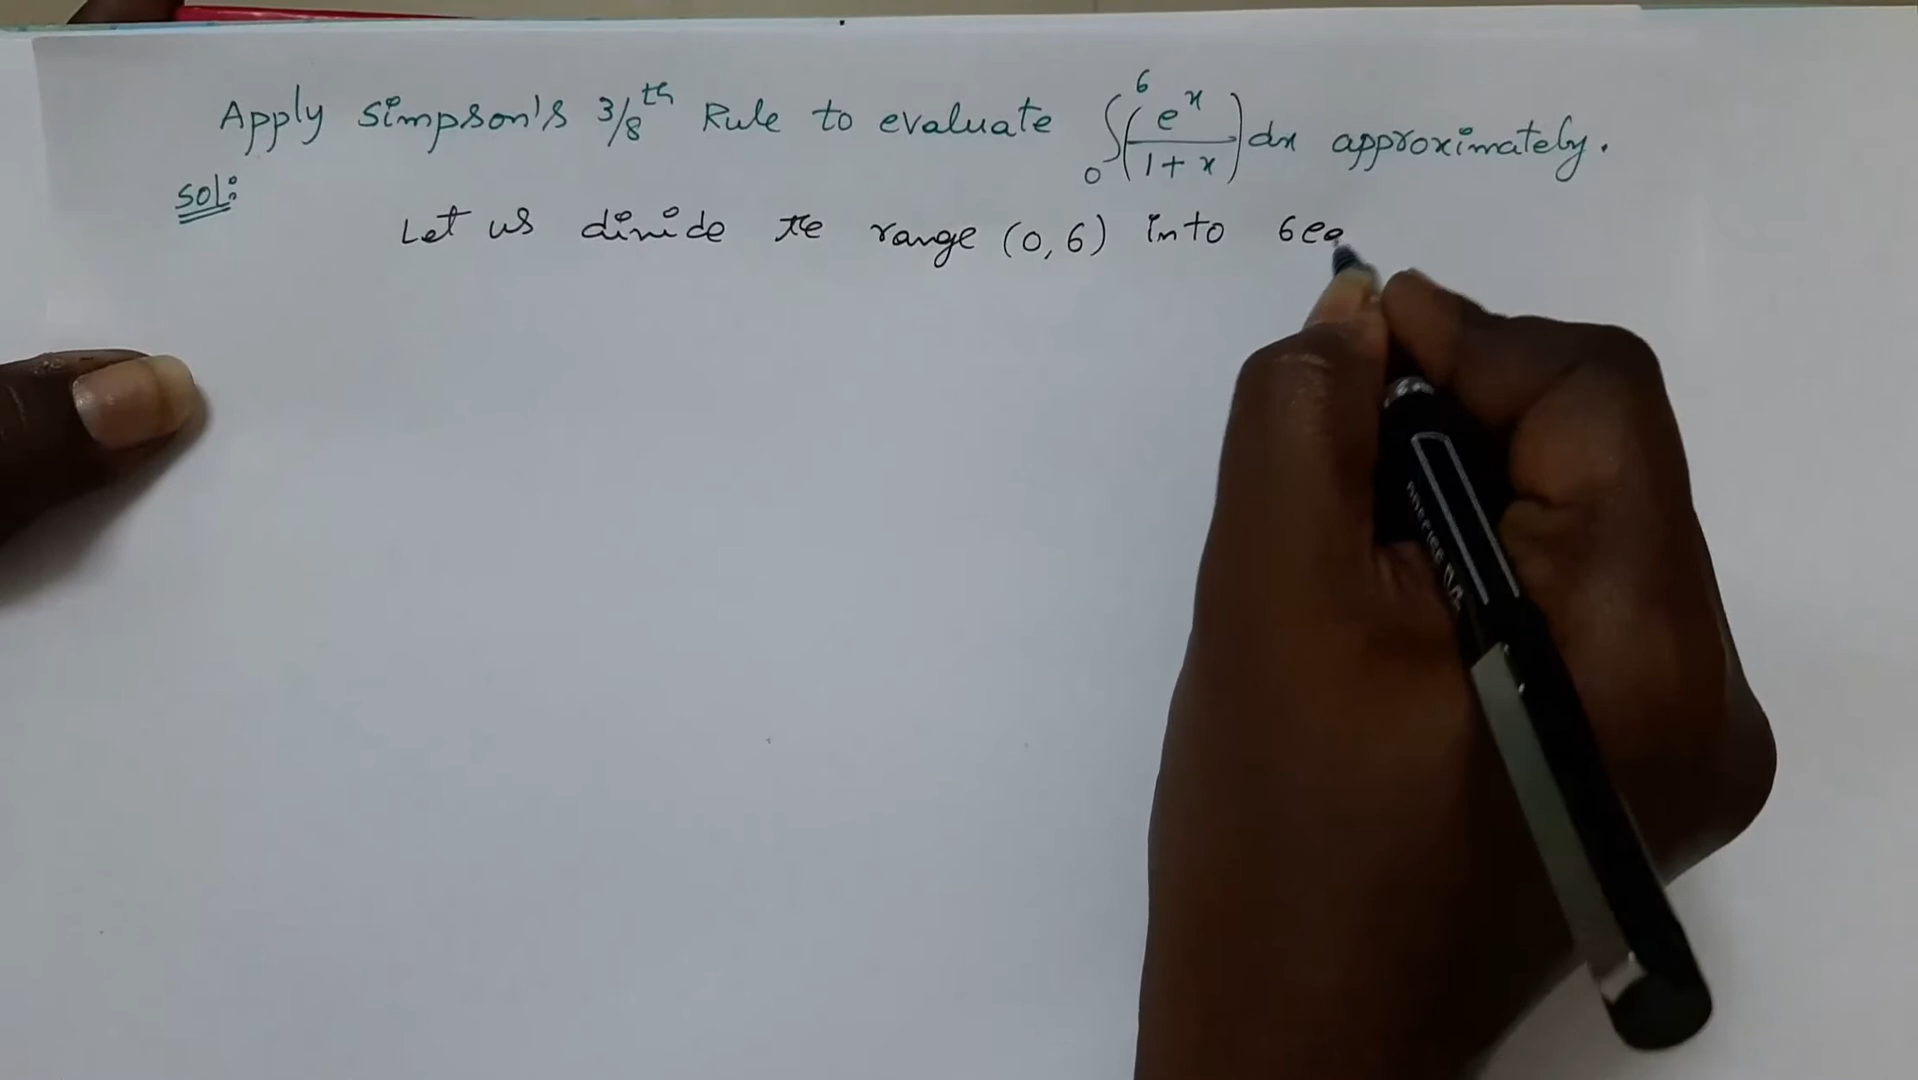 Apply Simpson's 3/8th Rule to evaluate ∫₀⁶ (eˣ/(1+x)) dx approximately.
Sol:
Let us divide the range (0, 6) into 6 eq